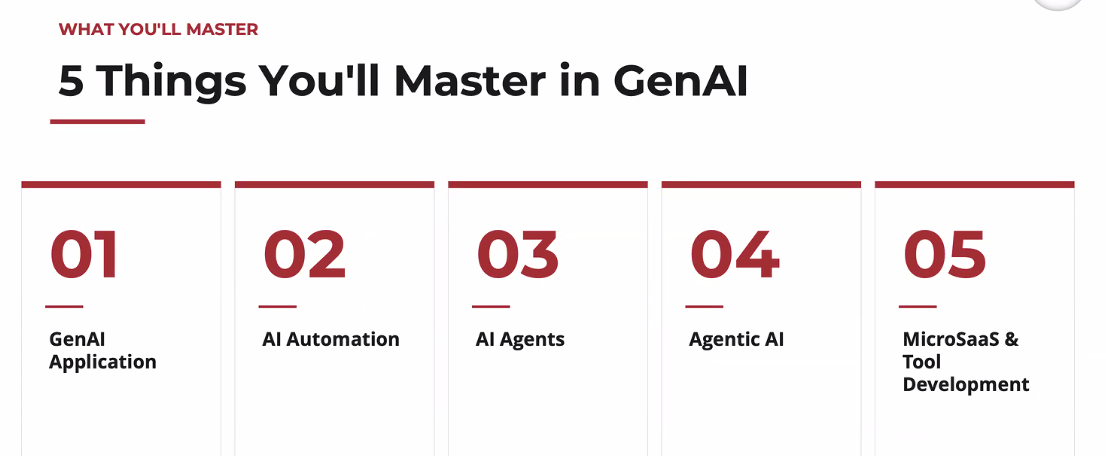 WHAT YOU'LL MASTER
5 Things You'll Master in GenAI
01
GenAI
Application
02
AI Automation
03
AI Agents
04
Agentic AI
05
MicroSaaS &
Tool
Development